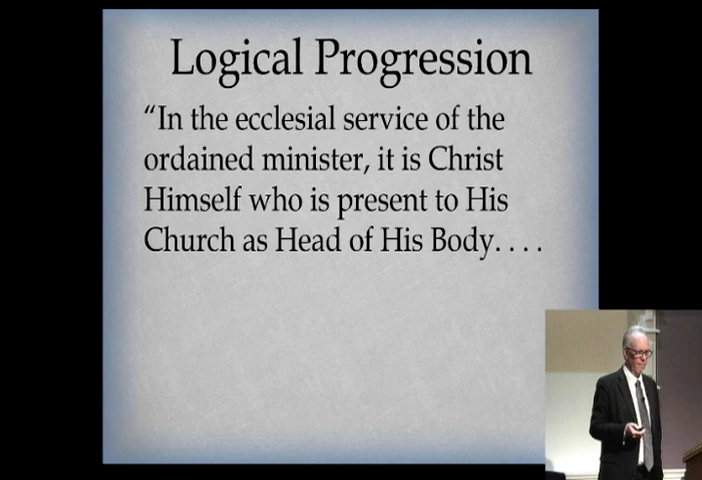 Logical Progression
“In the ecclesial service of the
ordained minister, it is Christ
Himself who is present to His
Church as Head of His Body. . . .